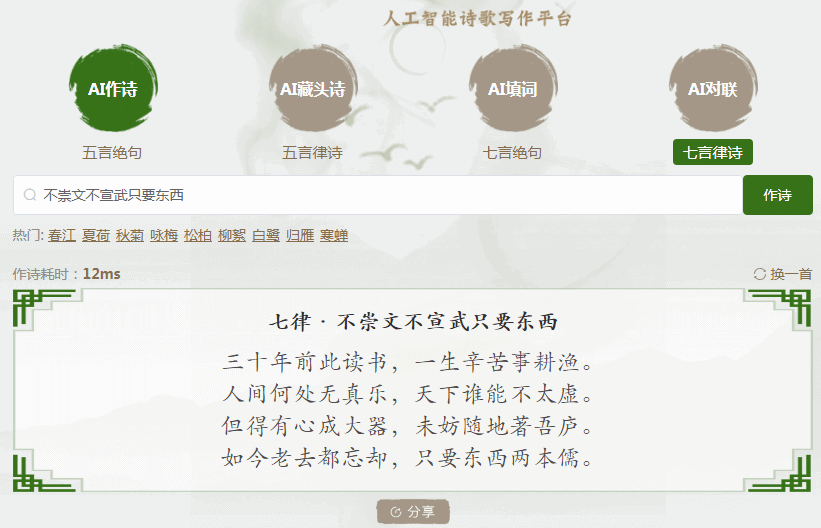 人工智能诗歌写作平台
AI作诗 AI藏头诗 AI填词 AI对联
五言绝句 五言律诗 七言绝句 七言律诗
不崇文不宣武只要东西 作诗
热门: 春江 夏荷 秋菊 咏梅 松柏 柳絮 白鹭 归雁 寒蝉
作诗耗时：12ms 换一首
七律·不崇文不宣武只要东西
三十年前此读书，一生辛苦事耕渔。
人间何处无真乐，天下谁能不太虚。
但得有心成大器，未妨随地著吾庐。
如今老去都忘却，只要东西两本儒。
分享